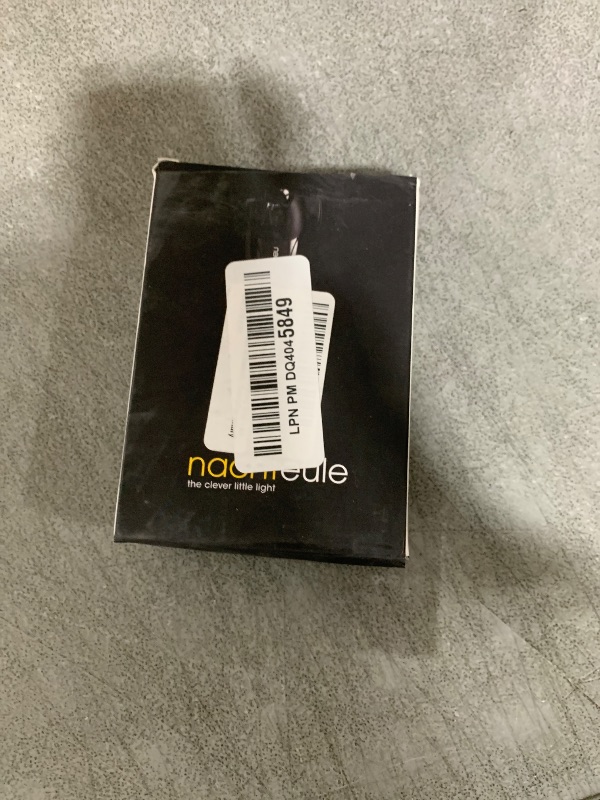 LPN PM DQ4045849
nachteule
the clever little light